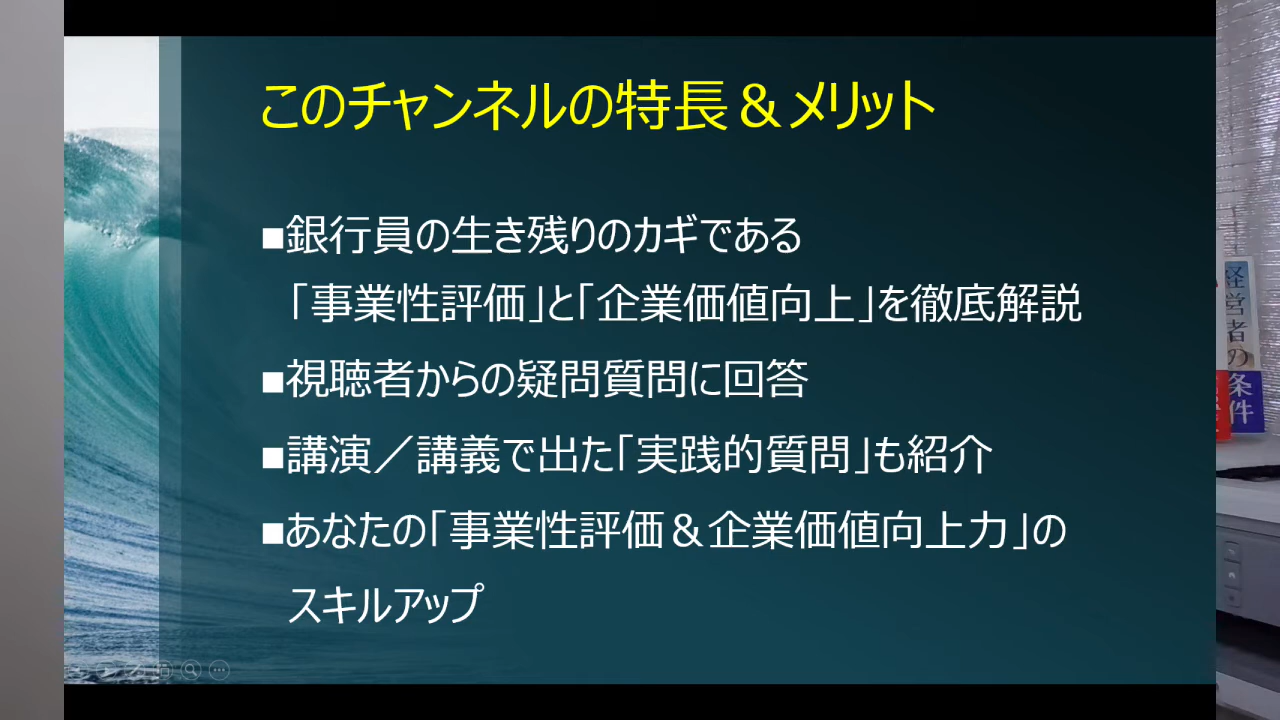 このチャンネルの特長＆メリット
■銀行員の生き残りのカギである
「事業性評価」と「企業価値向上」を徹底解説
■視聴者からの疑問質問に回答
■講演／講義で出た「実践的質問」も紹介
■あなたの「事業性評価＆企業価値向上力」の
スキルアップ
経営者の
条件